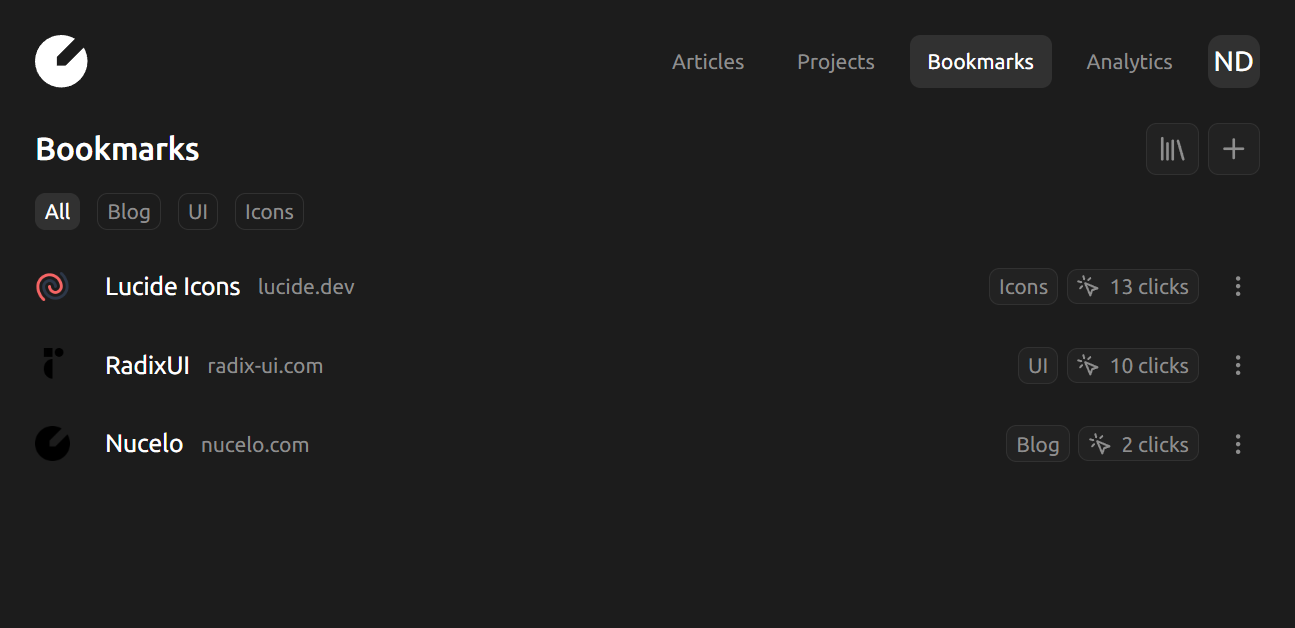 Articles Projects Bookmarks Analytics ND
Bookmarks
All Blog UI Icons
Lucide Icons lucide.dev Icons 13 clicks
RadixUI radix-ui.com UI 10 clicks
Nucelo nucelo.com Blog 2 clicks